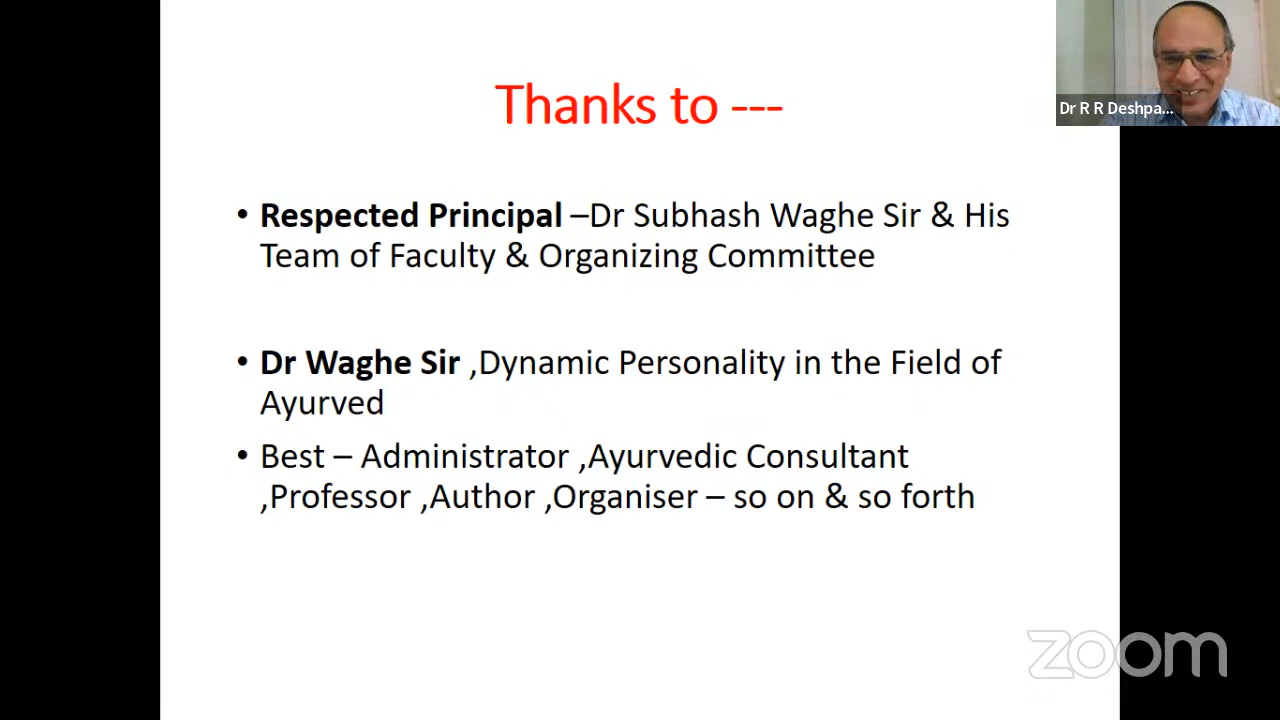 Thanks to ---
Dr R R Deshpa...
• Respected Principal –Dr Subhash Waghe Sir & His
Team of Faculty & Organizing Committee
• Dr Waghe Sir ,Dynamic Personality in the Field of
Ayurved
• Best – Administrator ,Ayurvedic Consultant
,Professor ,Author ,Organiser – so on & so forth
zoom